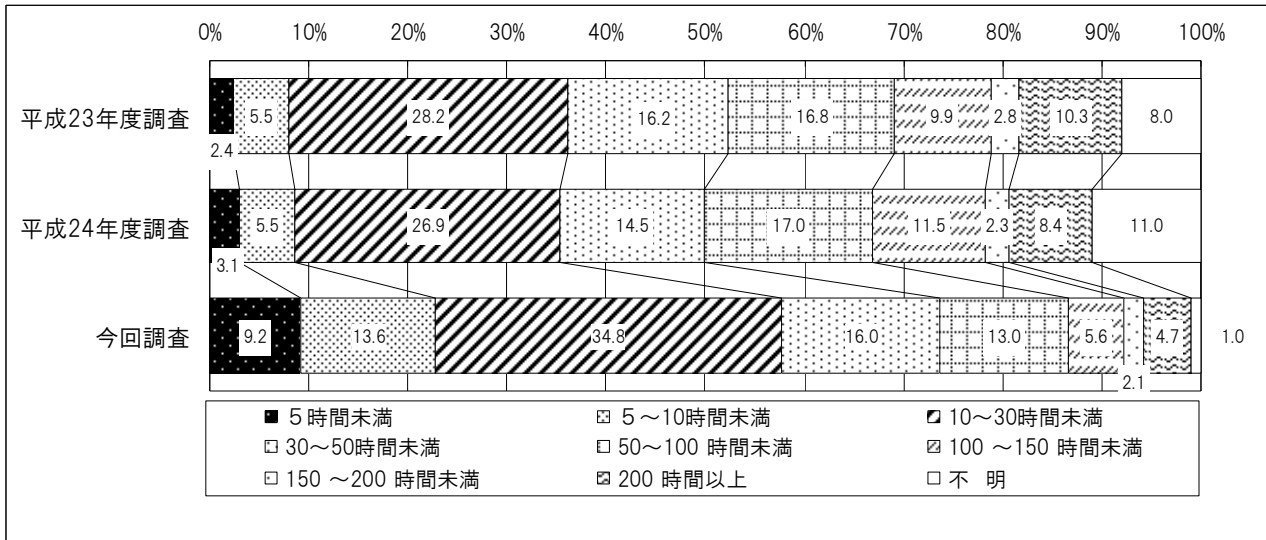 0% 10% 20% 30% 40% 50% 60% 70% 80% 90% 100%
平成23年度調査 2.4 5.5 28.2 16.2 16.8 9.9 2.8 10.3 8.0
平成24年度調査 3.1 5.5 26.9 14.5 17.0 11.5 2.3 8.4 11.0
今回調査 9.2 13.6 34.8 16.0 13.0 5.6 2.1 4.7 1.0
５時間未満 ５～10時間未満 10～30時間未満
30～50時間未満 50～100 時間未満 100 ～150 時間未満
150 ～200 時間未満 200 時間以上 不 明